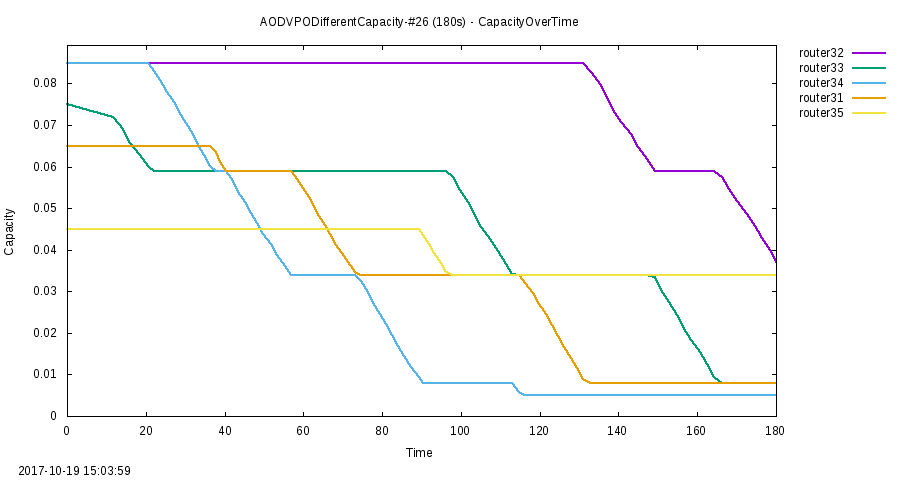 AODVPODifferentCapacity-#26 (180s) - CapacityOverTime
router32
router33
router34
router31
router35
0.08
0.07
0.06
0.05
0.04
0.03
0.02
0.01
0
Capacity
0 20 40 60 80 100 120 140 160 180
Time
2017-10-19 15:03:59